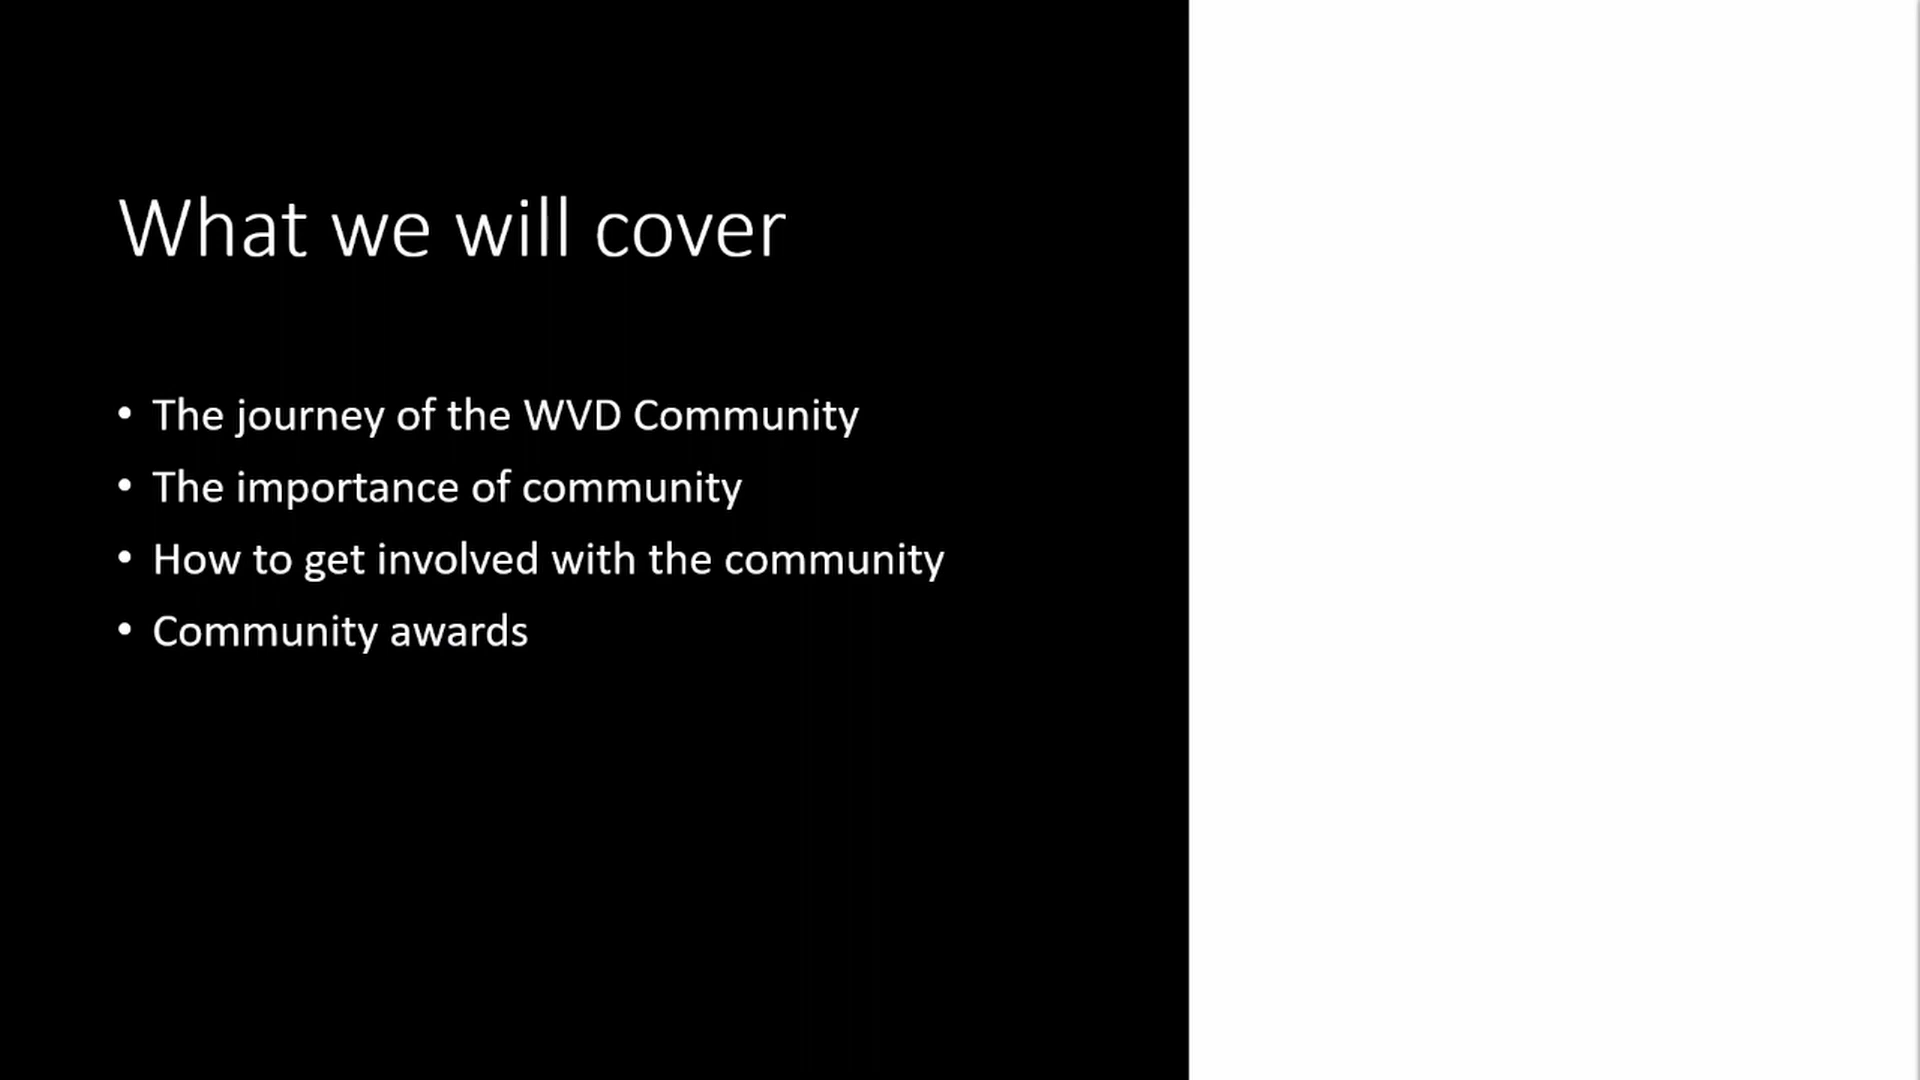 What we will cover
• The journey of the WVD Community
• The importance of community
• How to get involved with the community
• Community awards